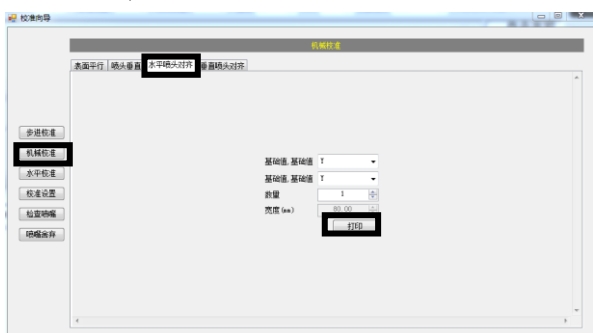 校准向导
机械校准
表面平行 喷头垂直 水平喷头对齐 垂直喷头对齐
步进校准
机械校准
水平校准
校准设置
检查喷嘴
喷嘴舍弃
基础值,基础值 Y
基础值,基础值 Y
数量 1
宽度(mm) 80.00
打印